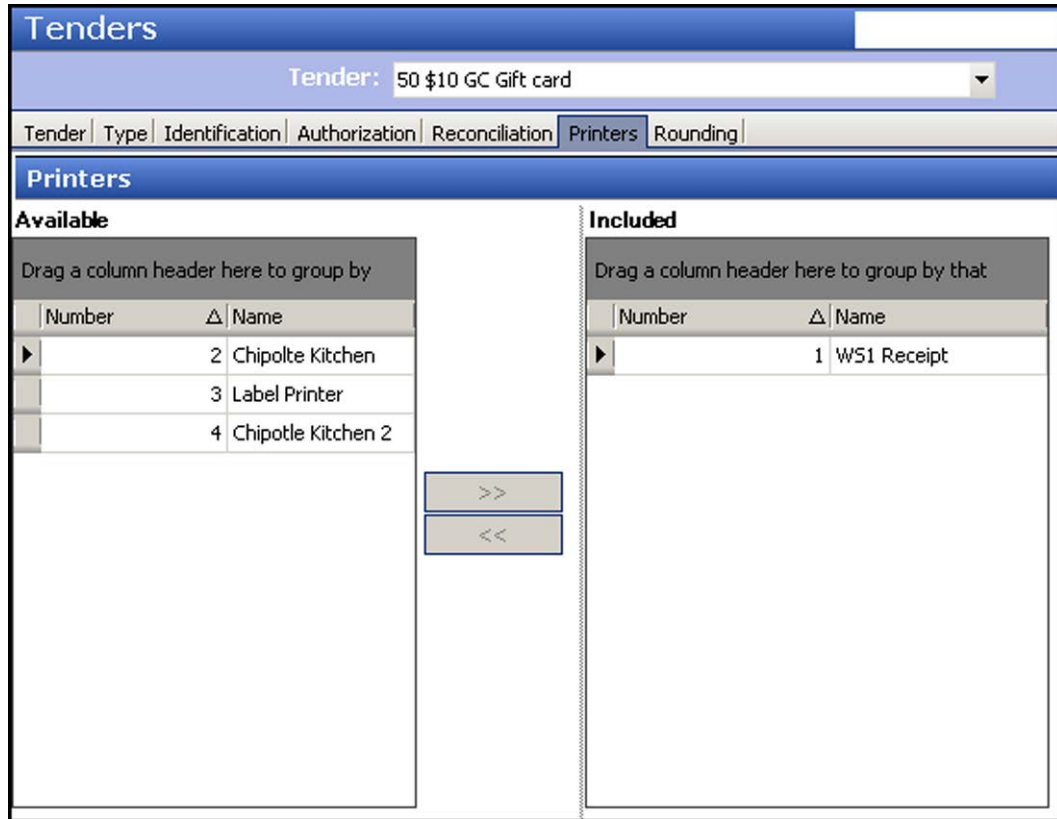 Tenders
Tender: 50 $10 GC Gift card
Tender Type Identification Authorization Reconciliation Printers Rounding
Printers
Available
Drag a column header here to group by
Number Name
2 Chipolte Kitchen
3 Label Printer
4 Chipotle Kitchen 2
>>
<<
Included
Drag a column header here to group by that
Number Name
1 WS1 Receipt